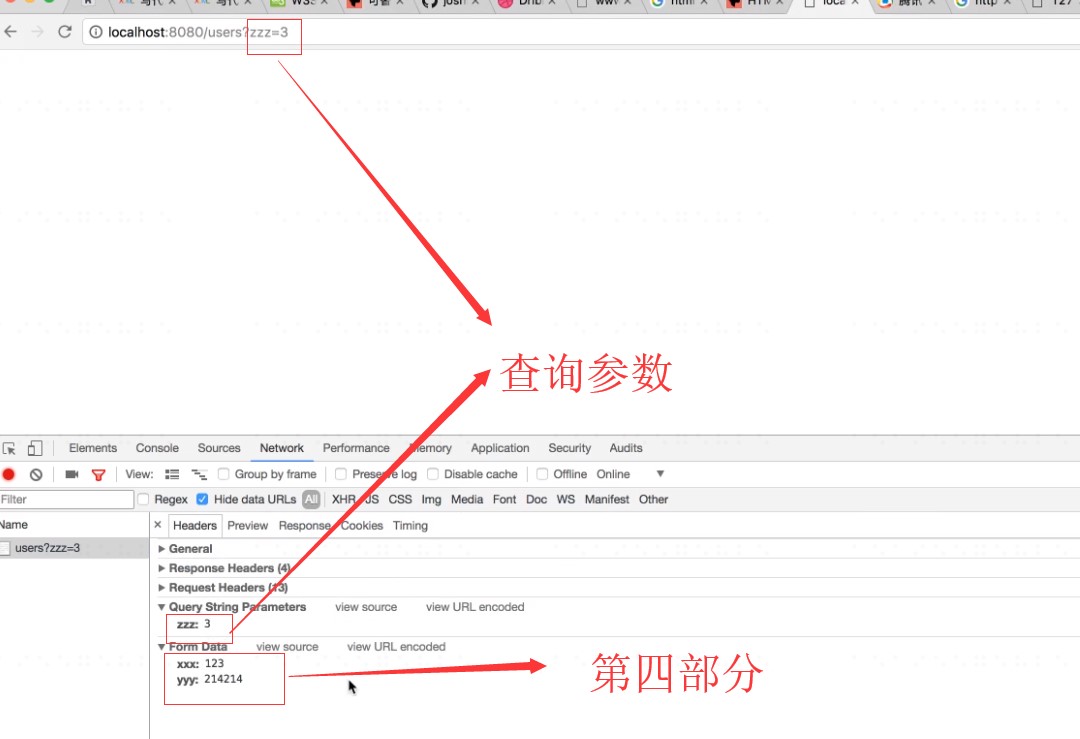 localhost:8080/users?zzz=3
查询参数
Elements Console Sources Network Performance Memory Application Security Audits
View: Group by frame Preserve log Disable cache Offline Online
Filter Regex Hide data URLs All XHR JS CSS Img Media Font Doc WS Manifest Other
Name
× Headers Preview Response Cookies Timing
users?zzz=3
General
Response Headers (4)
Request Headers (13)
Query String Parameters view source view URL encoded
zzz: 3
Form Data view source view URL encoded
xxx: 123
yyy: 214214
第四部分